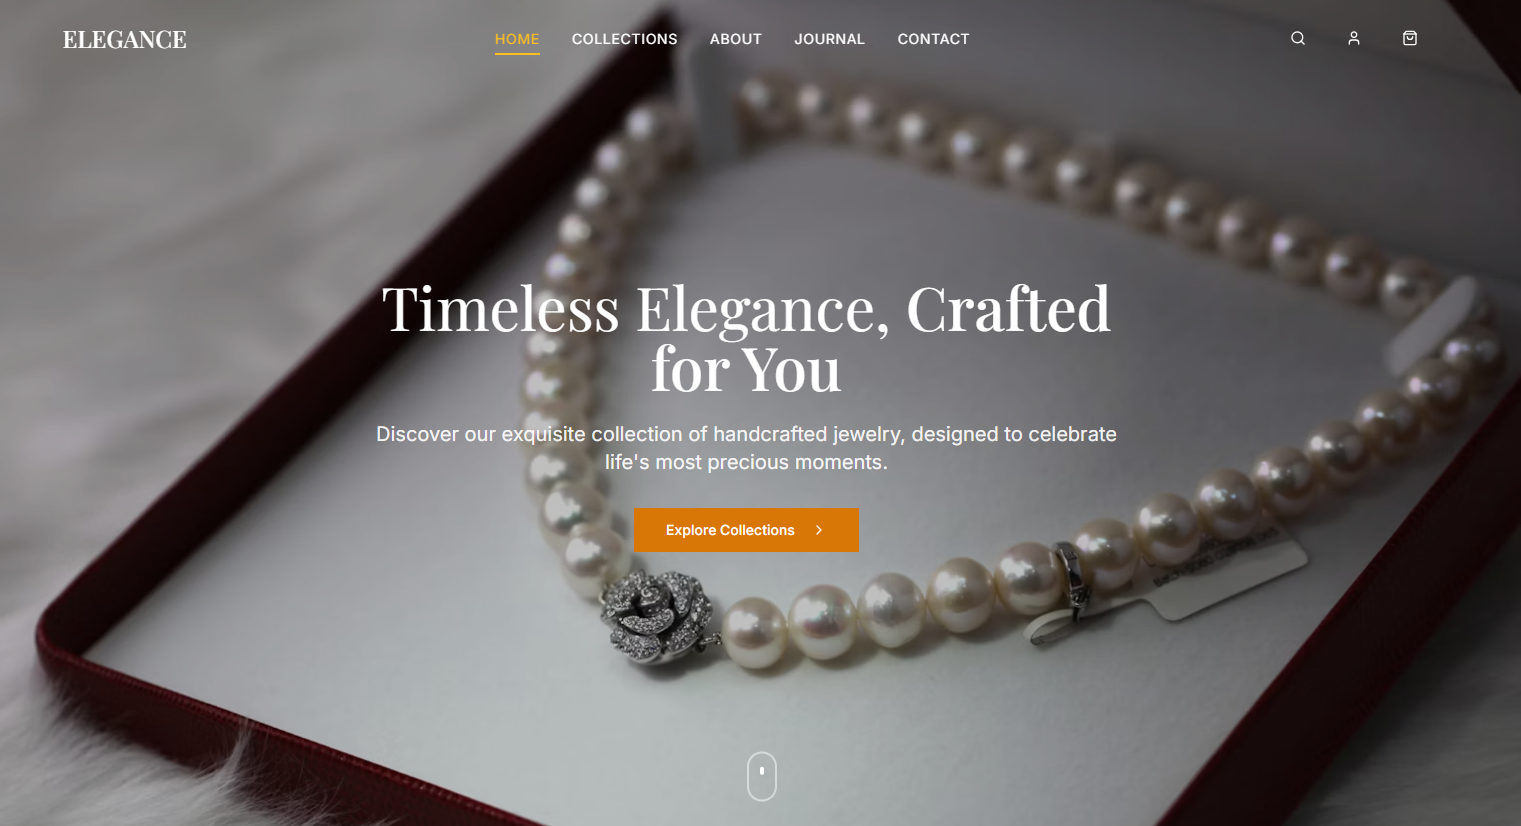 ELEGANCE
HOME COLLECTIONS ABOUT JOURNAL CONTACT
Timeless Elegance, Crafted
for You
Discover our exquisite collection of handcrafted jewelry, designed to celebrate
life's most precious moments.
Explore Collections